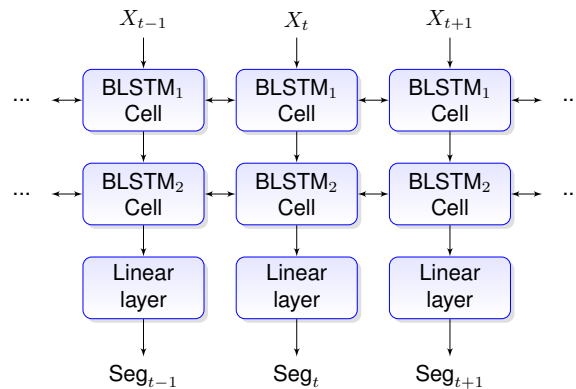 X_{t−1} X_t X_{t+1}
... BLSTM₁ BLSTM₁ BLSTM₁ ..
Cell Cell Cell
... BLSTM₂ BLSTM₂ BLSTM₂ ..
Cell Cell Cell
Linear Linear Linear
layer layer layer
Seg_{t−1} Seg_t Seg_{t+1}